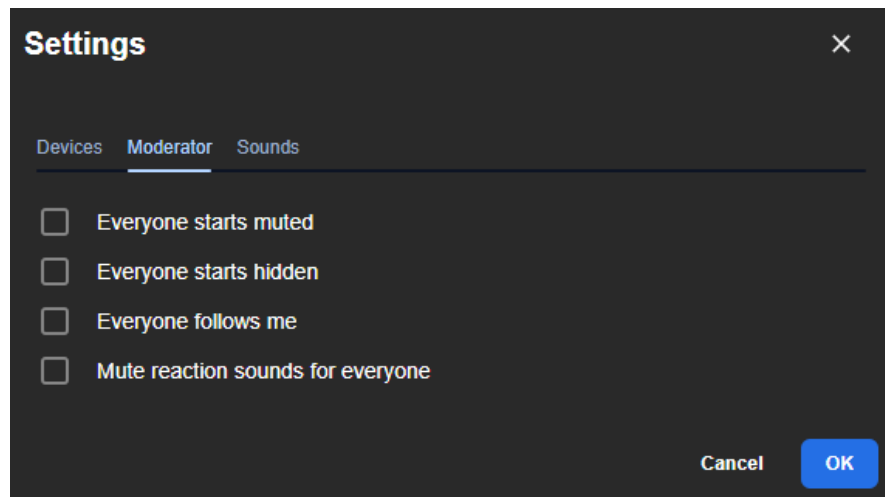 Settings
Devices Moderator Sounds
Everyone starts muted
Everyone starts hidden
Everyone follows me
Mute reaction sounds for everyone
Cancel OK